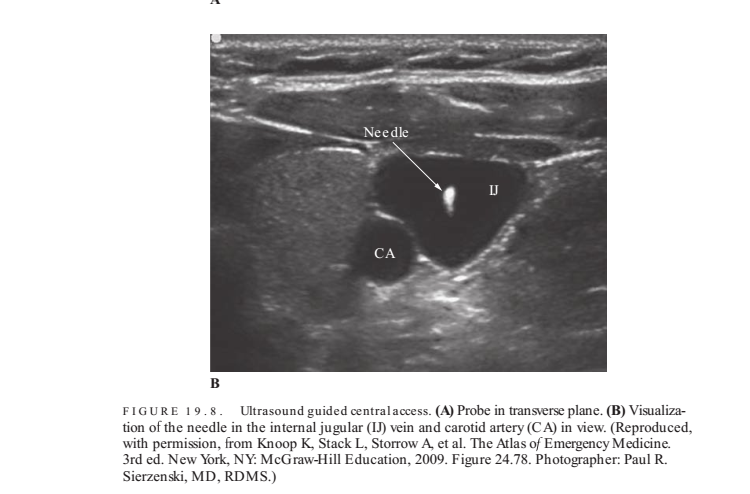 A
Needle
IJ
CA
B
FIGURE 19.8. Ultrasound guided central access. (A) Probe in transverse plane. (B) Visualiza-
tion of the needle in the internal jugular (IJ) vein and carotid artery (CA) in view. (Reproduced,
with permission, from Knoop K, Stack L, Storrow A, et al. The Atlas of Emergency Medicine.
3rd ed. New York, NY: McGraw-Hill Education, 2009. Figure 24.78. Photographer: Paul R.
Sierzenski, MD, RDMS.)